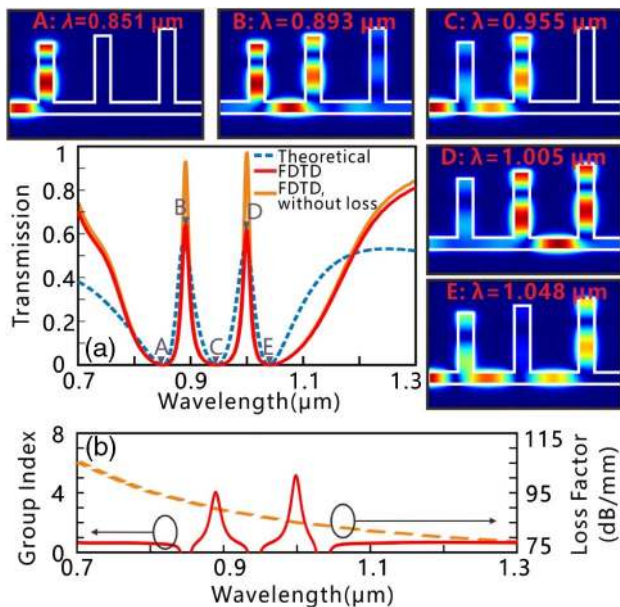 A: λ=0.851 μm
B: λ=0.893 μm
C: λ=0.955 μm
Transmission
1
0.8
0.6
0.4
0.2
0
Theoretical
FDTD
FDTD,
without loss
B
D
A
C
E
(a)
0.7
0.9
1.1
1.3
Wavelength(μm)
D: λ=1.005 μm
E: λ=1.048 μm
(b)
Group Index
8
4
2
0
115
95
85
75
Loss Factor
(dB/mm)
0.7
0.9
1.1
1.3
Wavelength(μm)